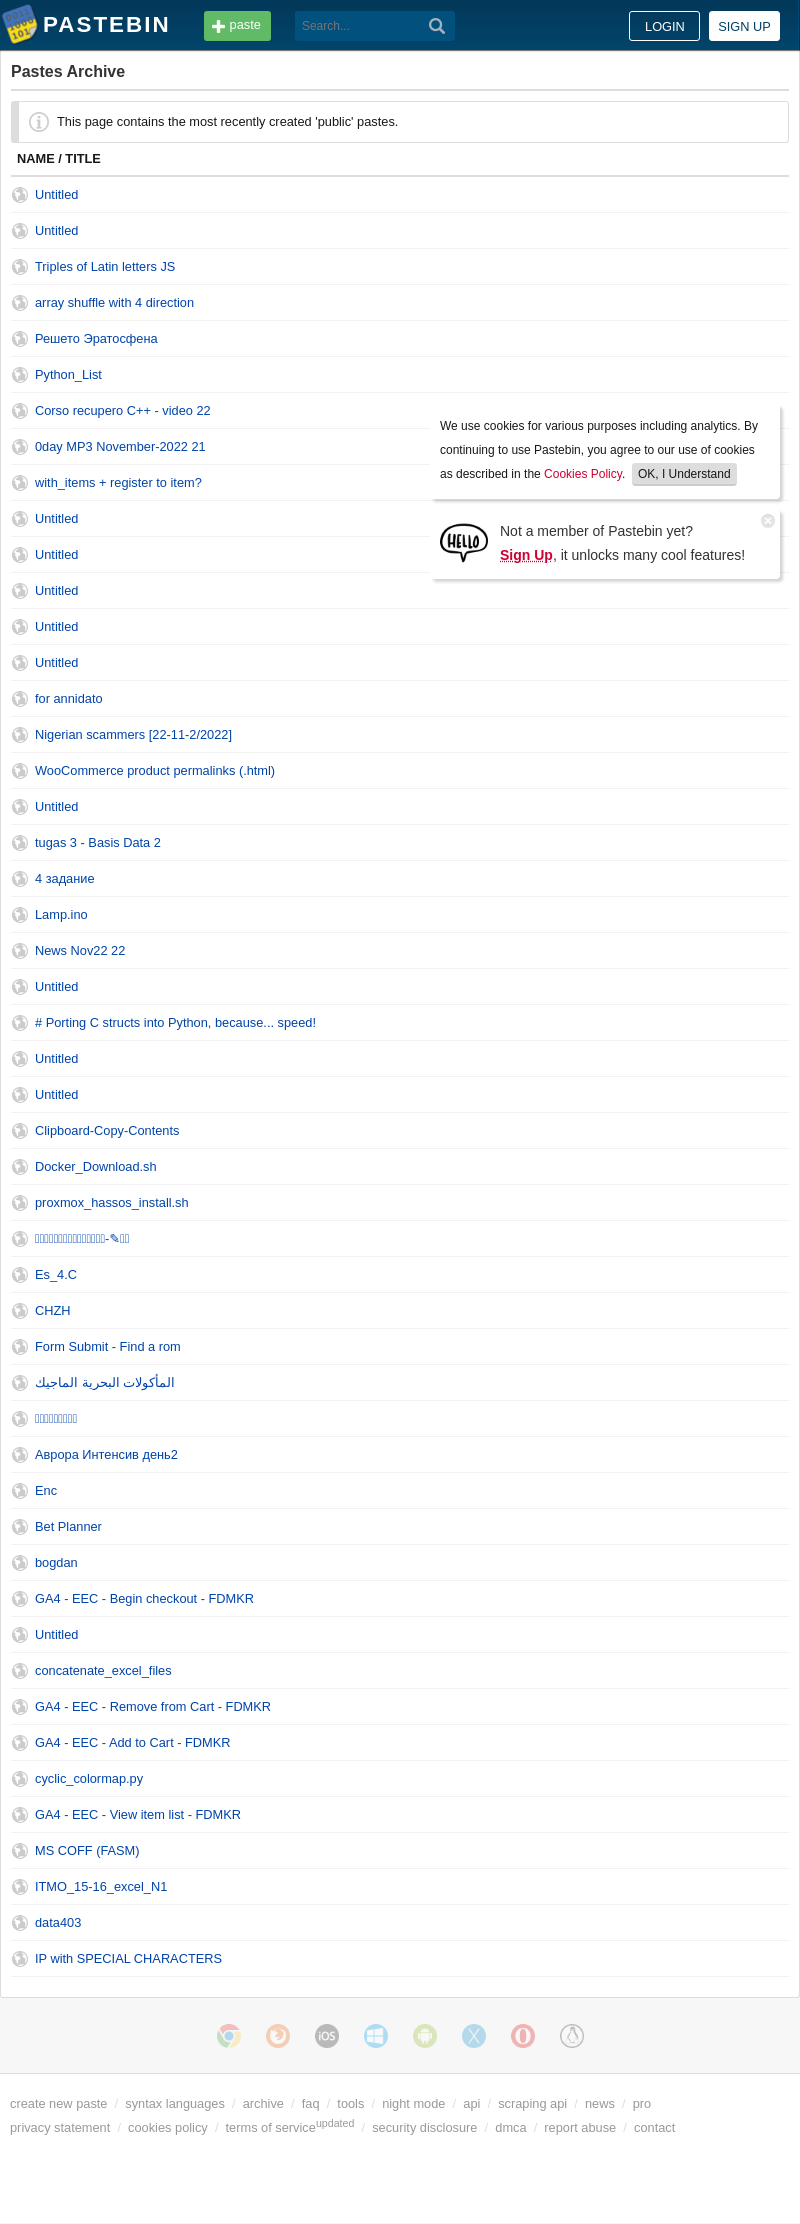 PASTEBIN
paste
Search...
LOGIN
SIGN UP
Pastes Archive
This page contains the most recently created 'public' pastes.
NAME / TITLE
Untitled
Untitled
Triples of Latin letters JS
array shuffle with 4 direction
Решето Эратосфена
Python_List
Corso recupero C++ - video 22
0day MP3 November-2022 21
with_items + register to item?
Untitled
Untitled
Untitled
Untitled
Untitled
for annidato
Nigerian scammers [22-11-2/2022]
WooCommerce product permalinks (.html)
Untitled
tugas 3 - Basis Data 2
4 задание
Lamp.ino
News Nov22 22
Untitled
# Porting C structs into Python, because... speed!
Untitled
Untitled
Clipboard-Copy-Contents
Docker_Download.sh
proxmox_hassos_install.sh
Es_4.C
CHZH
Form Submit - Find a rom
المأكولات البحرية الماجيك
Аврора Интенсив день2
Enc
Bet Planner
bogdan
GA4 - EEC - Begin checkout - FDMKR
Untitled
concatenate_excel_files
GA4 - EEC - Remove from Cart - FDMKR
GA4 - EEC - Add to Cart - FDMKR
cyclic_colormap.py
GA4 - EEC - View item list - FDMKR
MS COFF (FASM)
ITMO_15-16_excel_N1
data403
IP with SPECIAL CHARACTERS
We use cookies for various purposes including analytics. By
continuing to use Pastebin, you agree to our use of cookies
as described in the Cookies Policy. OK, I Understand
HELLO
Not a member of Pastebin yet?
Sign Up, it unlocks many cool features!
iOS
create new paste / syntax languages / archive / faq / tools / night mode / api / scraping api / news / pro
privacy statement / cookies policy / terms of service updated / security disclosure / dmca / report abuse / contact